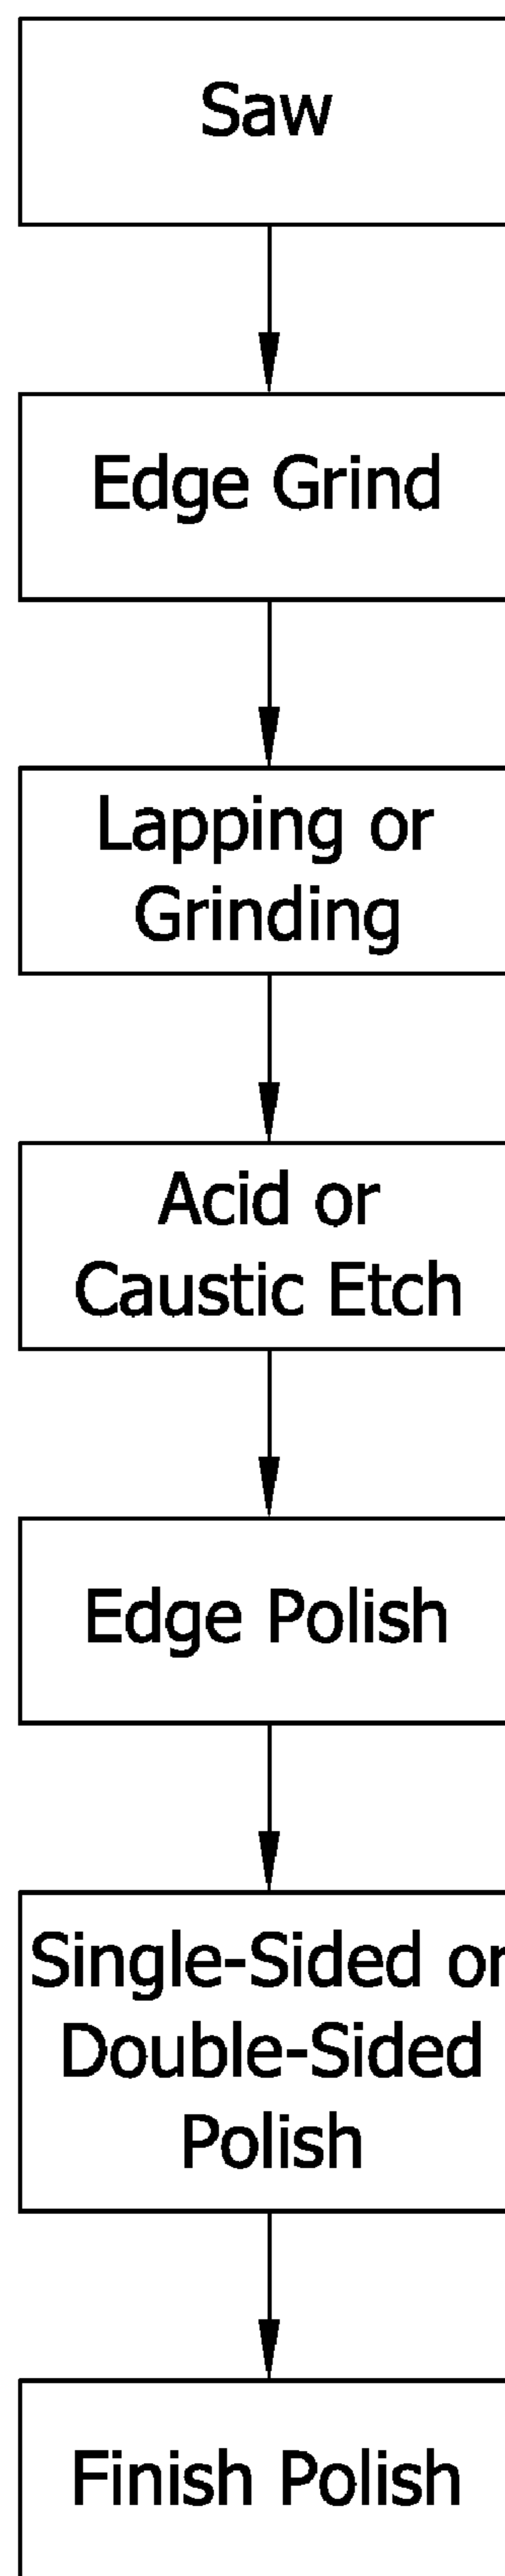 Saw
Edge Grind
Lapping or
Grinding
Acid or
Caustic Etch
Edge Polish
Single-Sided or
Double-Sided
Polish
Finish Polish